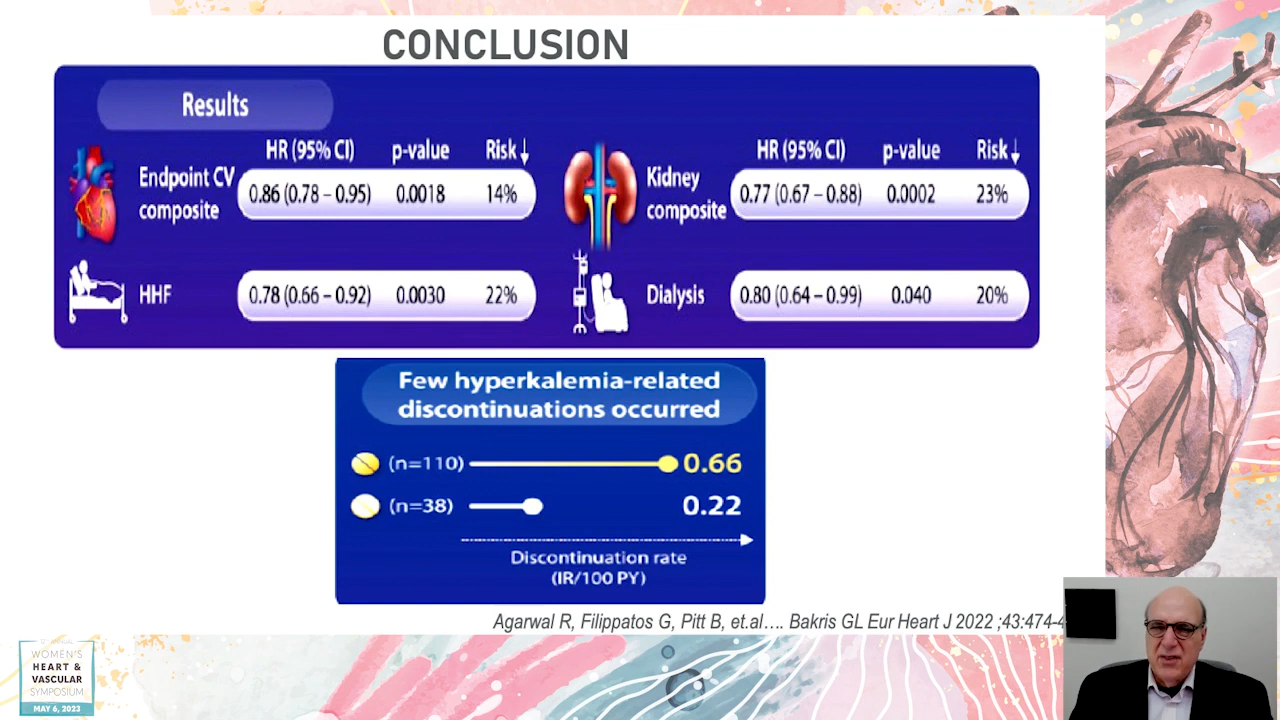 CONCLUSION
Results
HR (95% CI) p-value Risk↓
Endpoint CV
composite
0.86 (0.78 – 0.95) 0.0018 14%
HHF
0.78 (0.66 – 0.92) 0.0030 22%
HR (95% CI) p-value Risk↓
Kidney
composite
0.77 (0.67 – 0.88) 0.0002 23%
Dialysis
0.80 (0.64 – 0.99) 0.040 20%
Few hyperkalemia-related
discontinuations occurred
(n=110) 0.66
(n=38) 0.22
Discontinuation rate
(IR/100 PY)
Agarwal R, Filippatos G, Pitt B, et.al…. Bakris GL Eur Heart J 2022 ;43:474-4
WOMEN'S
HEART &
VASCULAR
SYMPOSIUM
MAY 6, 2023